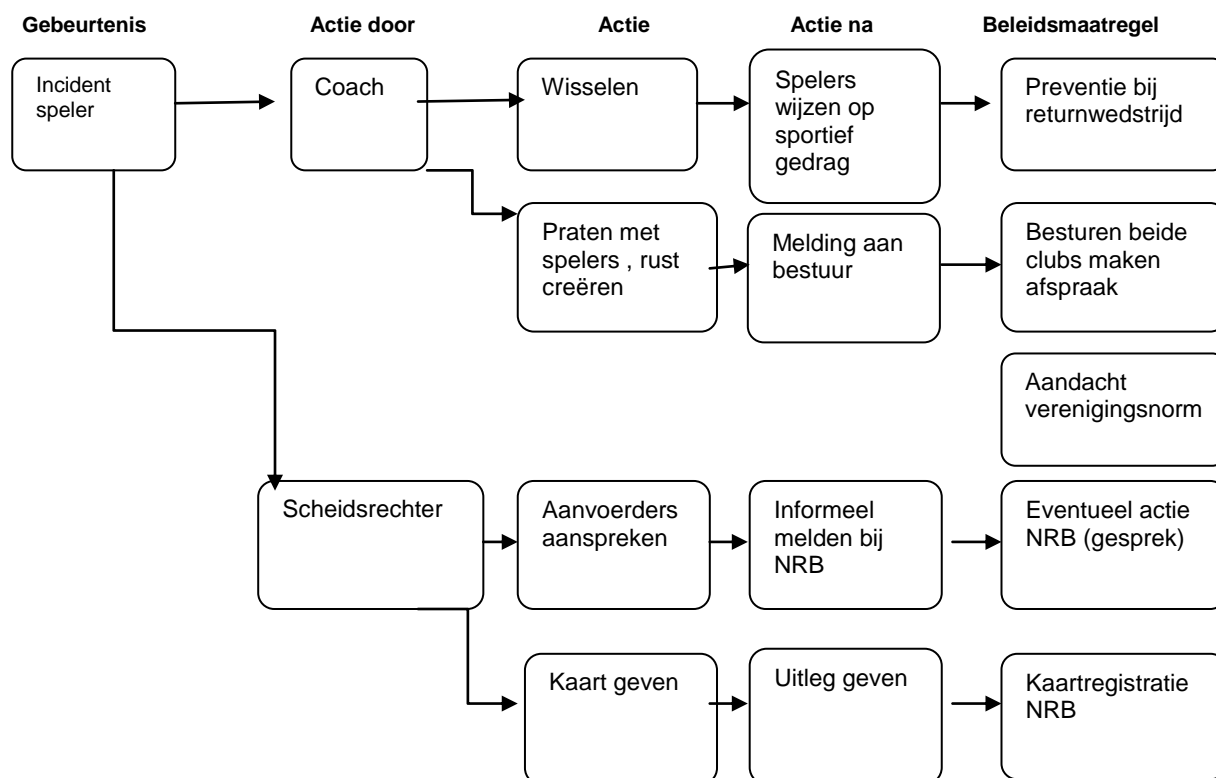 Gebeurtenis
Actie door
Actie
Actie na
Beleidsmaatregel
Incident
speler
Coach
Wisselen
Spelers
wijzen op
sportief
gedrag
Preventie bij
returnwedstrijd
Praten met
spelers , rust
creëren
Melding aan
bestuur
Besturen beide
clubs maken
afspraak
Aandacht
verenigingsnorm
Scheidsrechter
Aanvoerders
aanspreken
Informeel
melden bij
NRB
Eventueel actie
NRB (gesprek)
Kaart geven
Uitleg geven
Kaartregistratie
NRB